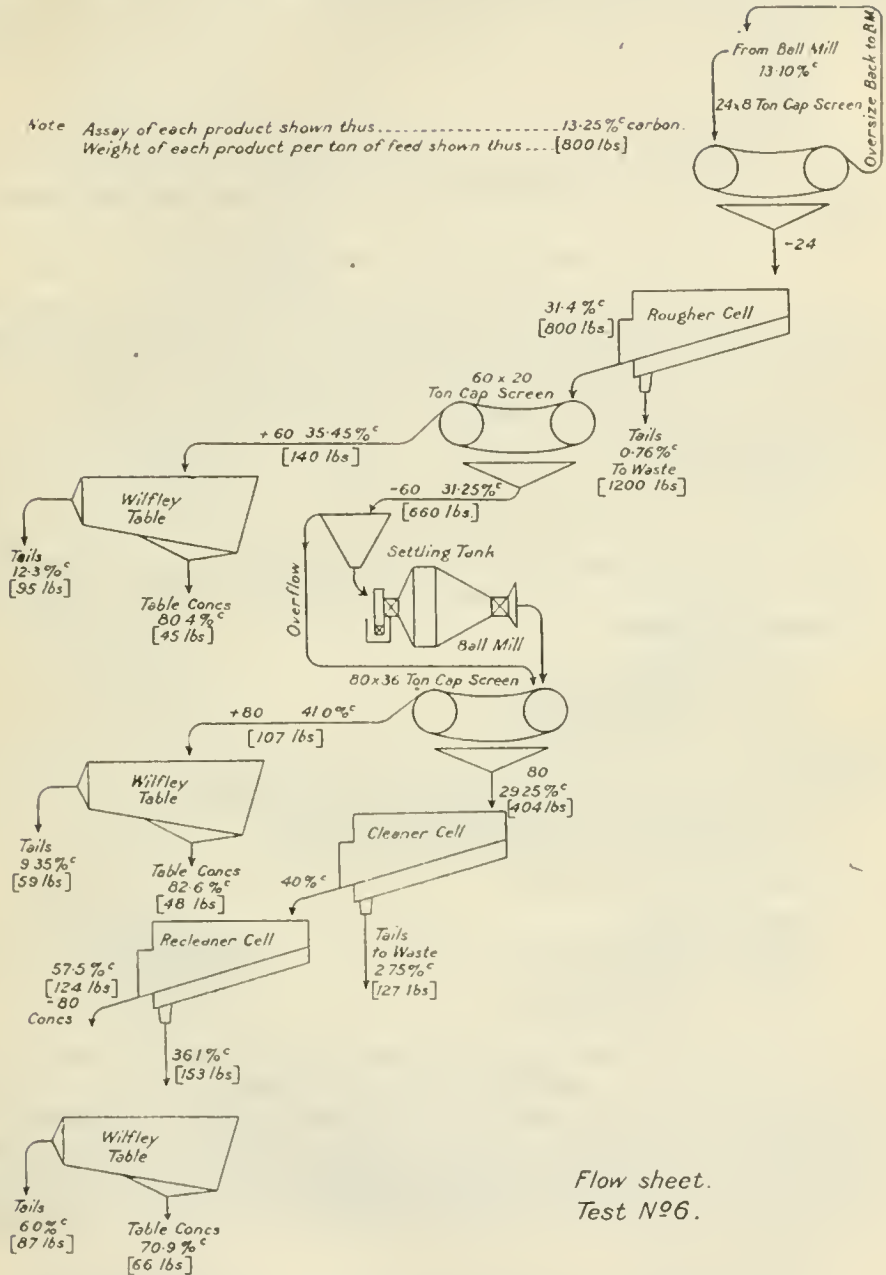 Oversize Back to BM
From Ball Mill
13·10%c
24x8 Ton Cap Screen
Note Assay of each product shown thus..............................13·25%c carbon.
Weight of each product per ton of feed shown thus....[800 lbs]
-24
31·4%c
[800 lbs]
Rougher Cell
60 x 20
Ton Cap Screen
Tails
0·76%c
To Waste
[1200 lbs]
+60 35·45%c
[140 lbs]
-60 31·25%c
[660 lbs.]
Wilfley
Table
Tails
12·3%c
[95 lbs]
Table Concs
80·4%c
[45 lbs]
Overflow
Settling Tank
Ball Mill
80x36 Ton Cap Screen
+80 41·0%c
[107 lbs]
80
29 25%c
[404 lbs]
Wilfley
Table
Tails
9 35%c
[59 lbs]
Table Concs
82·6%c
[48 lbs]
Cleaner Cell
40%c
Tails
to Waste
2 75%c
[127 lbs]
Recleaner Cell
57·5%c
[124 lbs]
-80
Concs
36 1%c
[153 lbs]
Wilfley
Table
Tails
6 0%c
[87 lbs]
Table Concs
70·9%c
[66 lbs]
Flow sheet.
Test Nº6.